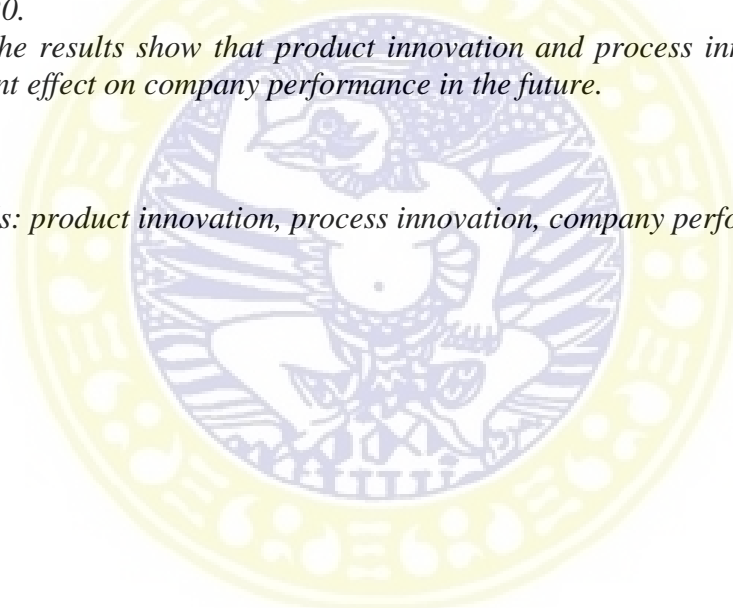 0.
he results show that product innovation and process in
nt effect on company performance in the future.
s: product innovation, process innovation, company perfo